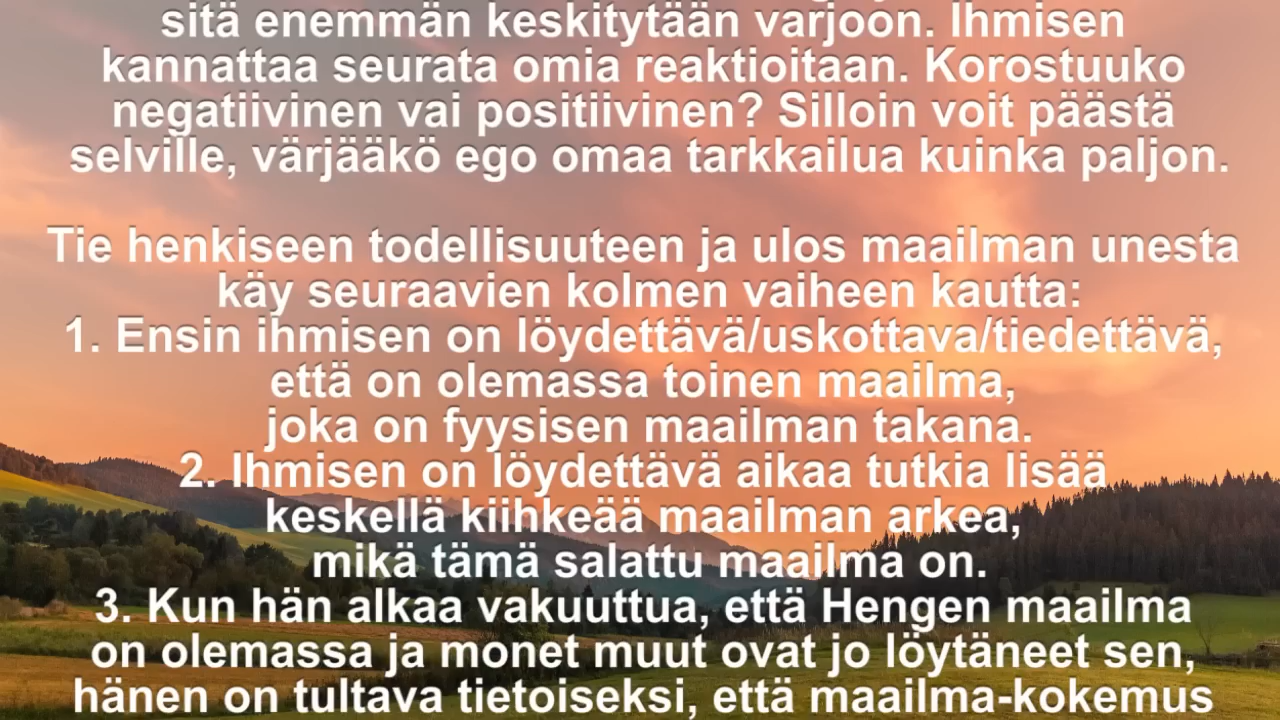 sitä enemmän keskitytään varjoon. Ihmisen
kannattaa seurata omia reaktioitaan. Korostuuko
negatiivinen vai positiivinen? Silloin voit päästä
selville, värjääkö ego omaa tarkkailua kuinka paljon.
Tie henkiseen todellisuuteen ja ulos maailman unesta
käy seuraavien kolmen vaiheen kautta:
1. Ensin ihmisen on löydettävä/uskottava/tiedettävä,
että on olemassa toinen maailma,
joka on fyysisen maailman takana.
2. Ihmisen on löydettävä aikaa tutkia lisää
keskellä kiihkeää maailman arkea,
mikä tämä salattu maailma on.
3. Kun hän alkaa vakuuttua, että Hengen maailma
on olemassa ja monet muut ovat jo löytäneet sen,
hänen on tultava tietoiseksi, että maailma-kokemus